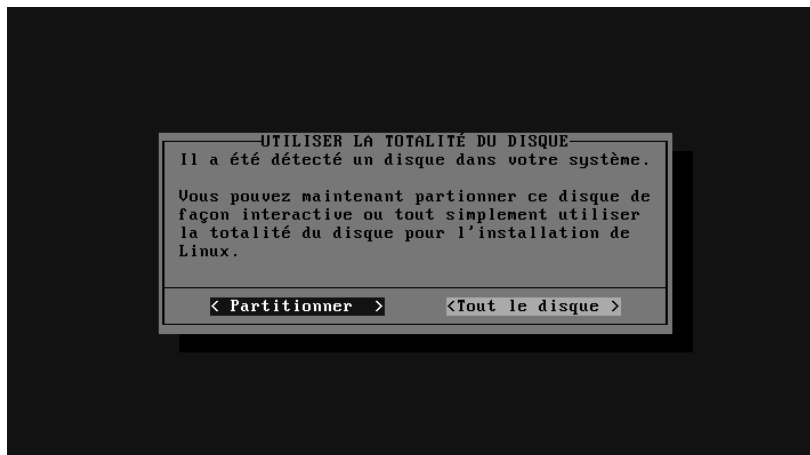 UTILISER LA TOTALITÉ DU DISQUE
Il a été détecté un disque dans votre système.
Vous pouvez maintenant partionner ce disque de
façon interactive ou tout simplement utiliser
la totalité du disque pour l'installation de
Linux.
< Partitionner > <Tout le disque >